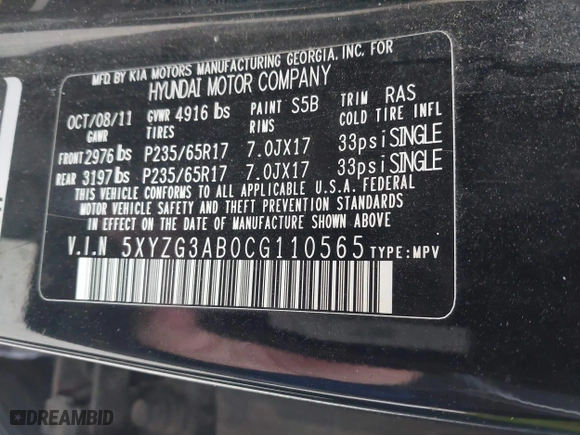 MFD BY KIA MOTORS MANUFACTURING GEORGIA, INC. FOR
HYUNDAI MOTOR COMPANY
OCT/08/11 GVWR 4916 lbs PAINT S5B TRIM RAS
GAWR TIRES RIMS COLD TIRE INFL
FRONT 2976 lbs P235/65R17 7.0JX17 33psi SINGLE
REAR 3197 lbs P235/65R17 7.0JX17 33psi SINGLE
THIS VEHICLE CONFORMS TO ALL APPLICABLE U.S.A. FEDERAL
MOTOR VEHICLE SAFETY AND THEFT PREVENTION STANDARDS
IN EFFECT ON THE DATE OF MANUFACTURE SHOWN ABOVE.
V.I.N 5XYZG3AB0CG110565 TYPE:MPV
DREAMBID